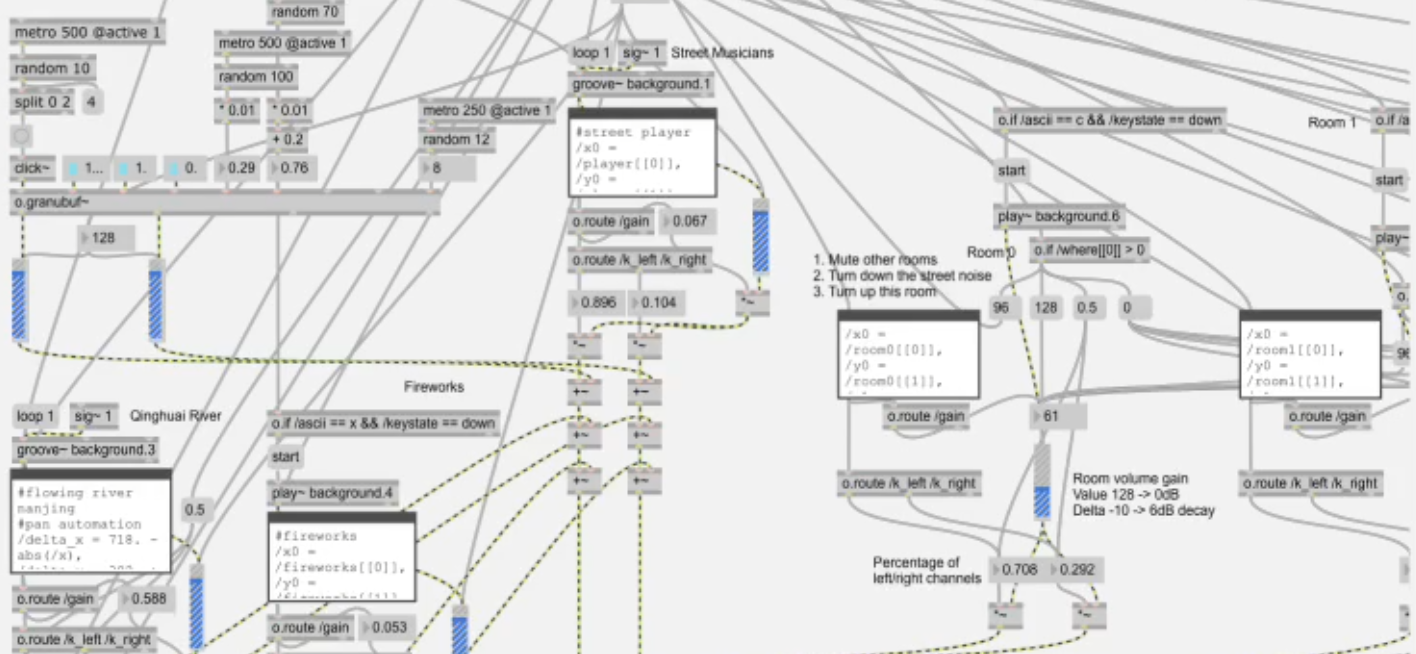 random 70
metro 500 @active 1
metro 500 @active 1
random 10
random 100
split 0 2
4
* 0.01
* 0.01
+ 0.2
click~
1...
1.
0.
0.29
0.76
o.granubuf~
128
metro 250 @active 1
random 12
8
loop 1
sig~ 1
Street Musicians
groove~ background.1
#street player
/x0 =
/player[[0]],
/y0 =
o.route /gain
0.067
o.route /k_left /k_right
0.896
0.104
*~
*~
*~
+~
+~
+~
+~
+~
+~
Fireworks
o.if /ascii == x && /keystate == down
start
play~ background.4
#fireworks
/x0 =
/fireworks[[0]],
/y0 =
o.route /gain
0.053
loop 1
sig~ 1
Qinghuai River
groove~ background.3
#flowing river
nanjing
#pan automation
/delta_x = 718. -
abs(/x),
0.5
o.route /gain
0.588
o.route /k_left /k_right
o.if /ascii == c && /keystate == down
start
play~ background.6
Room 0
o.if /where[[0]] > 0
1. Mute other rooms
2. Turn down the street noise
3. Turn up this room
96
128
0.5
0
/x0 =
/room0[[0]],
/y0 =
/room0[[1]],
o.route /gain
61
o.route /k_left /k_right
Room volume gain
Value 128 -> 0dB
Delta -10 -> 6dB decay
Percentage of
left/right channels
0.708
0.292
*~
*~
Room 1
o.if /a
start
play~
o.
96
/x0 =
/room1[[0]],
/y0 =
/room1[[1]],
o.route /gain
o.route /k_left /k_right